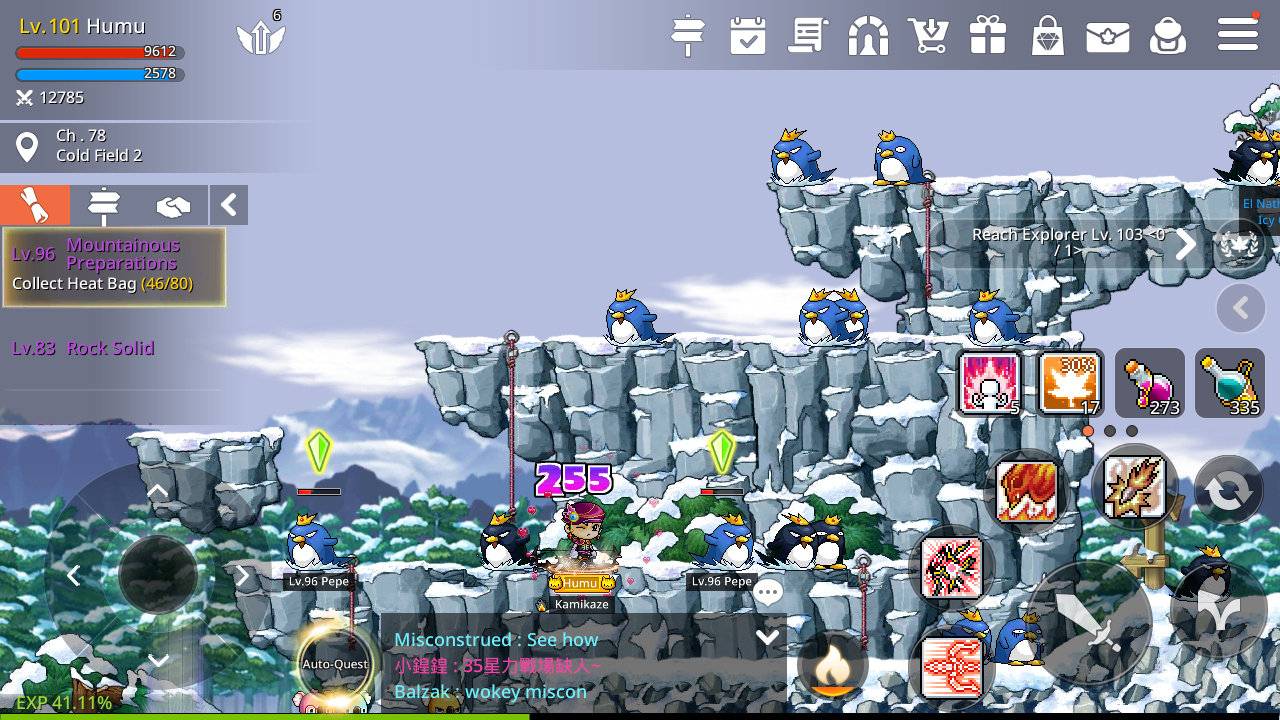 Lv.101 Humu
6
9612
2578
12785
Ch . 78
Cold Field 2
Lv.96 Mountainous
Preparations
Collect Heat Bag (46/80)
Lv.83 Rock Solid
El Nath
Icy
Reach Explorer Lv. 103 <0
/ 1>
30%
5
17
273
335
255
Lv.96 Pepe
Lv.96 Pepe
Humu
Kamikaze
Auto-Quest
Misconstrued : See how
小鍠鍠 : 35星力戰場缺人~
Balzak : wokey miscon
EXP 41.11%